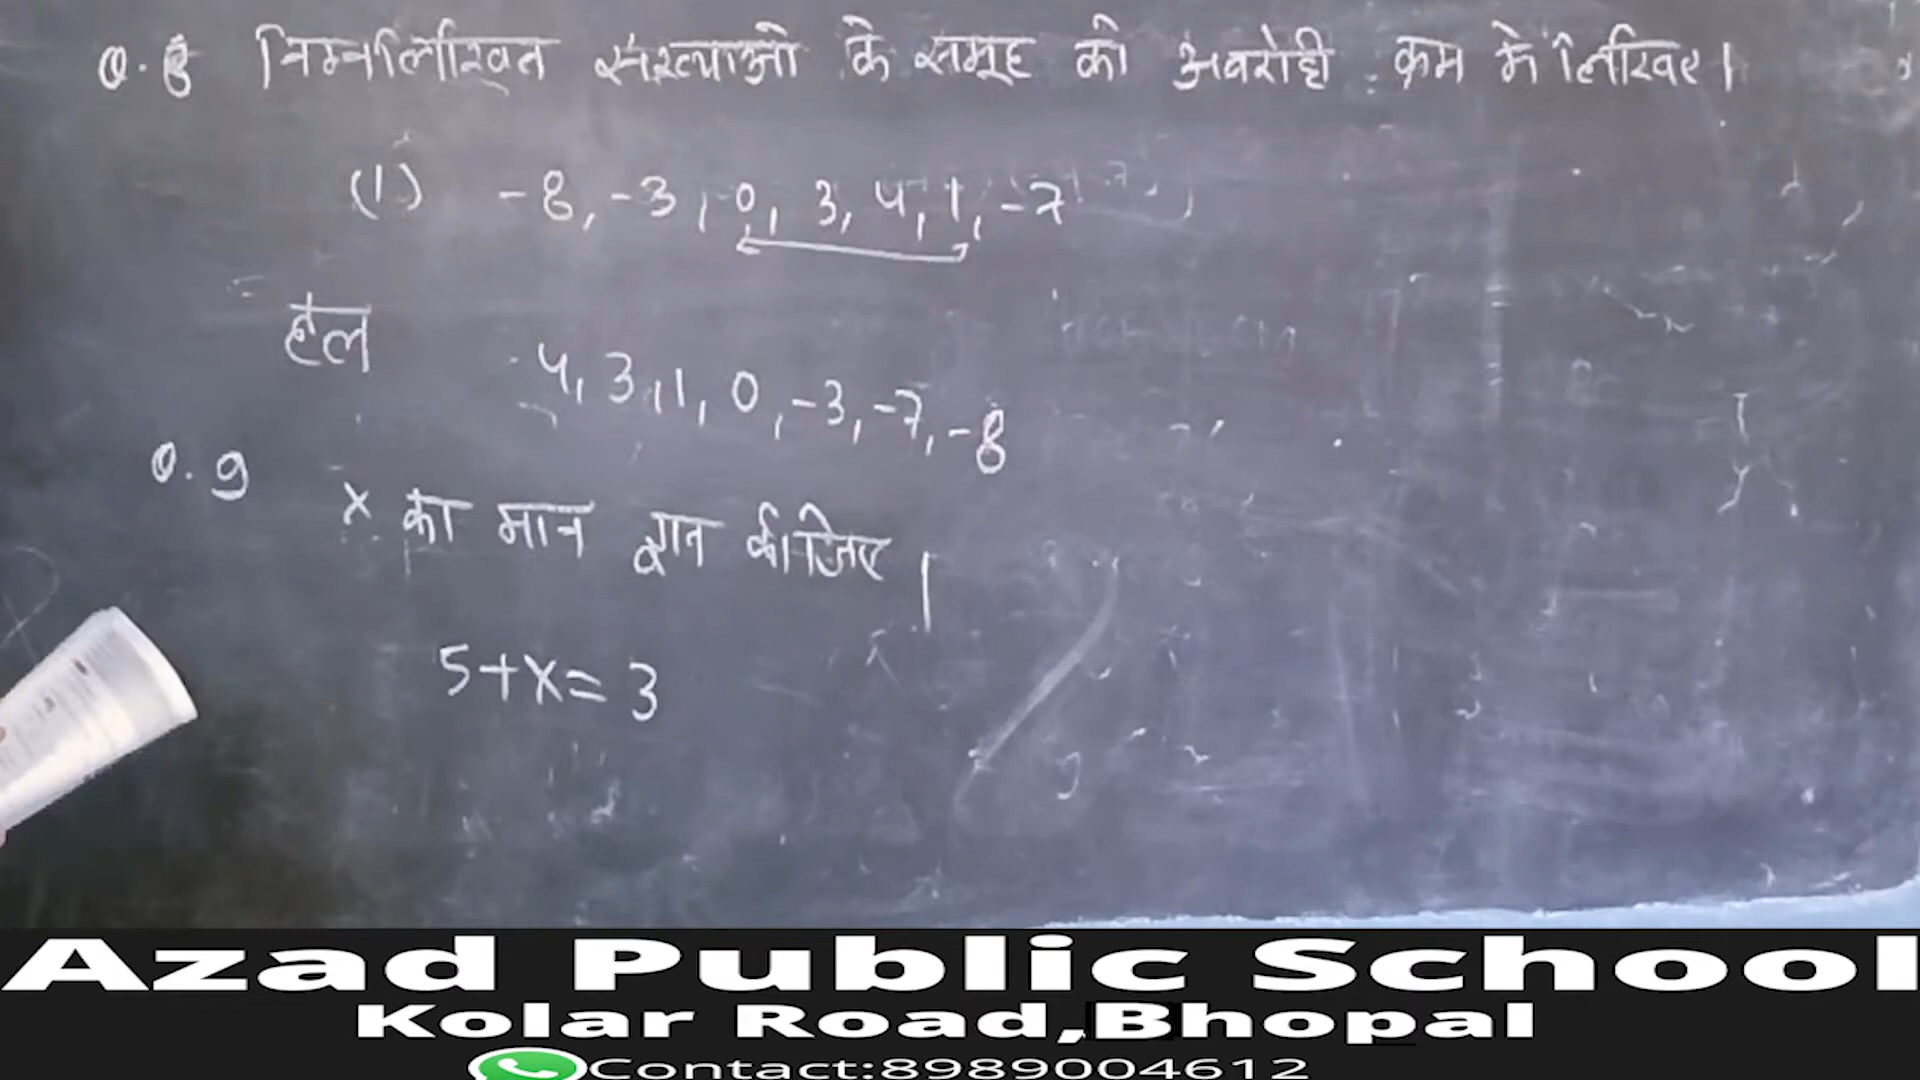 Q.8 निम्नलिखित संख्याओ के समूह को अवरोही क्रम मे लिखिए।
(1) -8, -3, 0, 3, 4, 1, -7
हल
4, 3, 1, 0, -3, -7, -8
Q.9 x का मान ज्ञात कीजिए।
5+x=3
Azad Public School
Kolar Road,Bhopal
Contact:8989004612